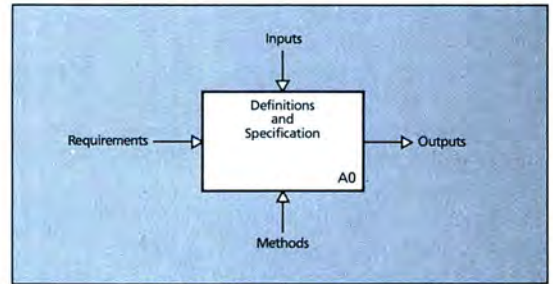 Inputs
Definitions
and
Specification
Requirements
Outputs
A0
Methods